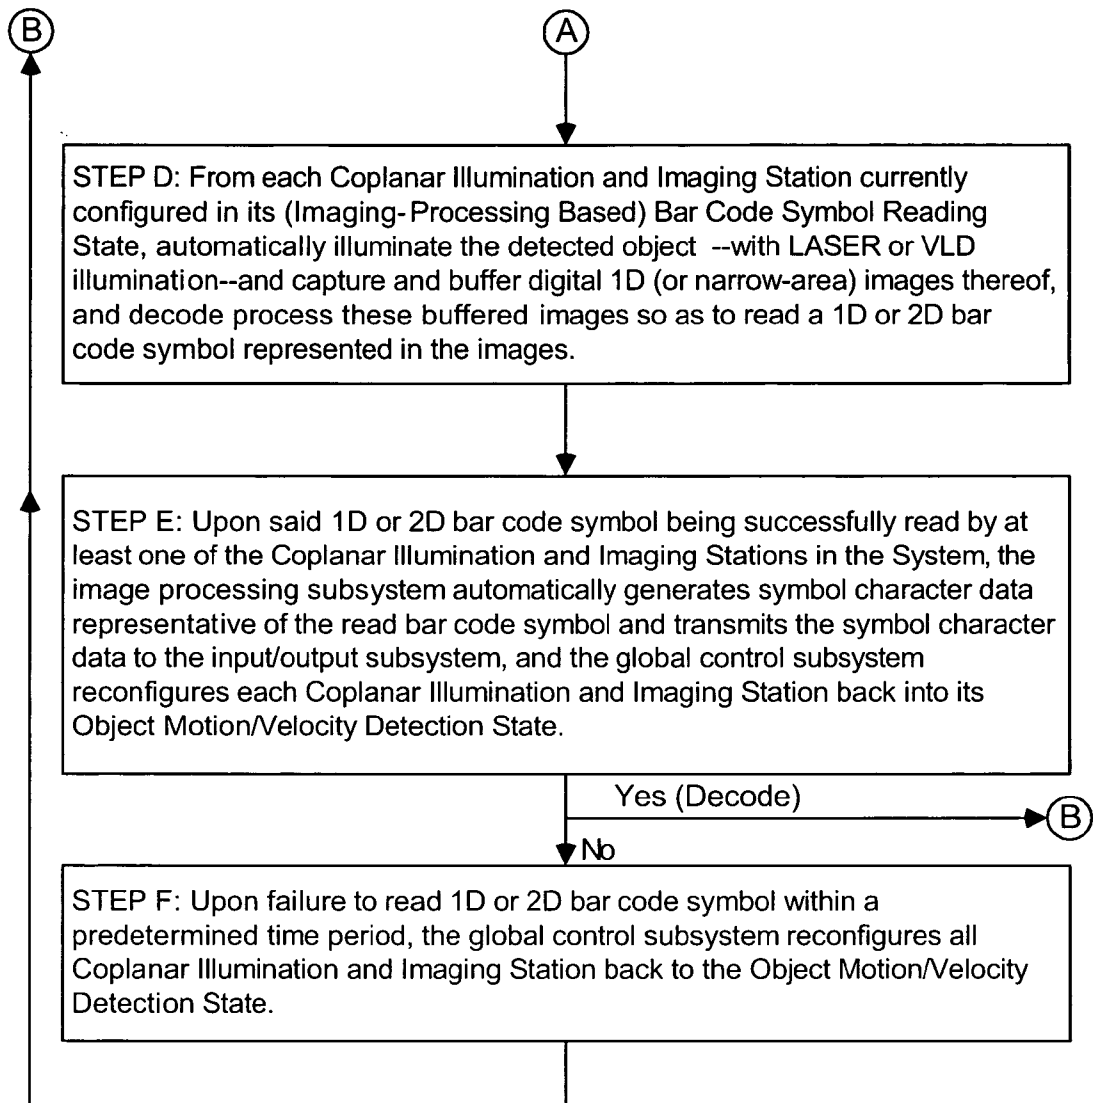 B
A
STEP D: From each Coplanar Illumination and Imaging Station currently
configured in its (Imaging-Processing Based) Bar Code Symbol Reading
State, automatically illuminate the detected object --with LASER or VLD
illumination--and capture and buffer digital 1D (or narrow-area) images thereof,
and decode process these buffered images so as to read a 1D or 2D bar
code symbol represented in the images.
STEP E: Upon said 1D or 2D bar code symbol being successfully read by at
least one of the Coplanar Illumination and Imaging Stations in the System, the
image processing subsystem automatically generates symbol character data
representative of the read bar code symbol and transmits the symbol character
data to the input/output subsystem, and the global control subsystem
reconfigures each Coplanar Illumination and Imaging Station back into its
Object Motion/Velocity Detection State.
Yes (Decode)
B
No
STEP F: Upon failure to read 1D or 2D bar code symbol within a
predetermined time period, the global control subsystem reconfigures all
Coplanar Illumination and Imaging Station back to the Object Motion/Velocity
Detection State.